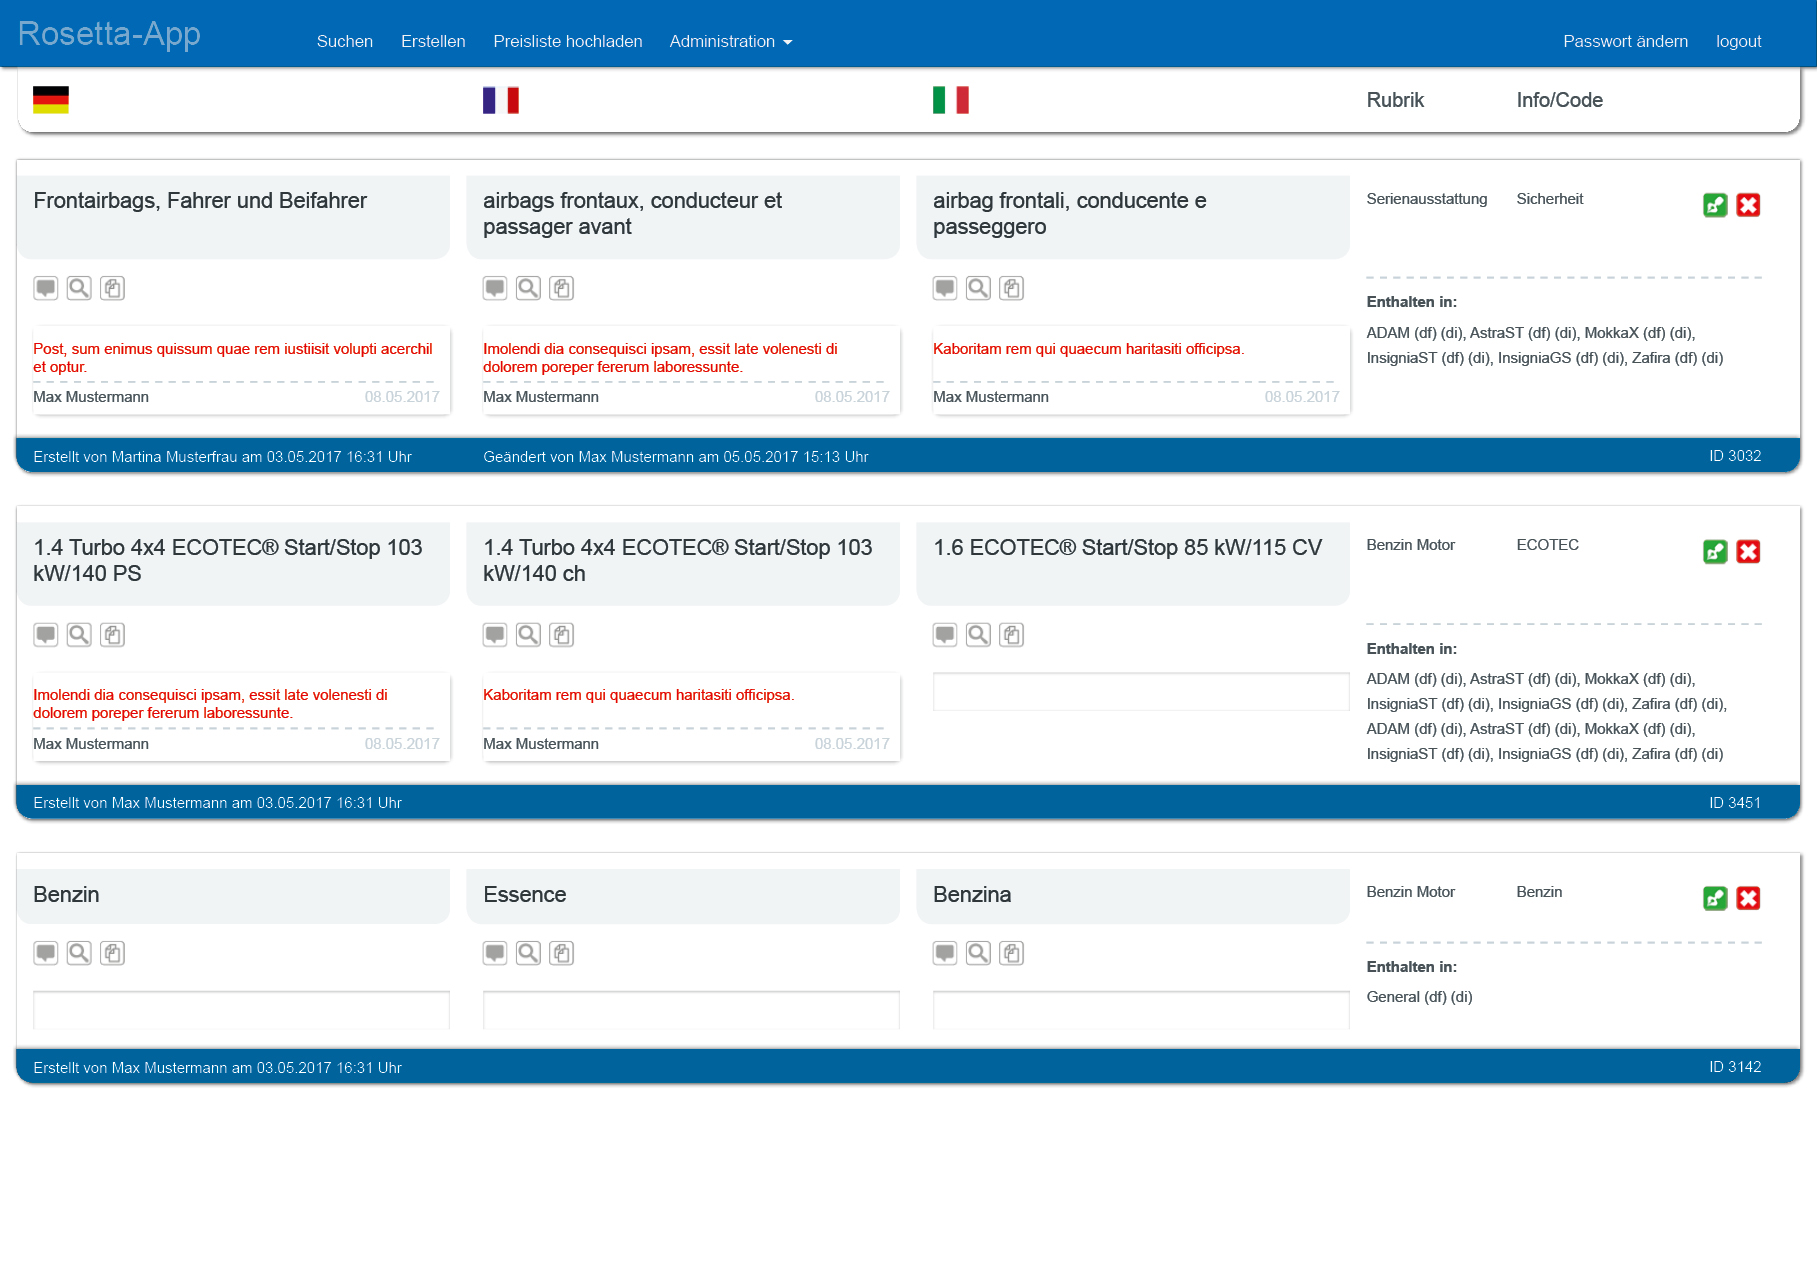 Rosetta-App
Suchen Erstellen Preisliste hochladen Administration
Passwort ändern logout
Rubrik Info/Code
Frontairbags, Fahrer und Beifahrer
airbags frontaux, conducteur et
passager avant
airbag frontali, conducente e
passeggero
Serienausstattung Sicherheit
Post, sum enimus quissum quae rem iustiisit volupti acerchil
et optur.
Max Mustermann 08.05.2017
Imolendi dia consequisci ipsam, essit late volenesti di
dolorem poreper fererum laboressunte.
Max Mustermann 08.05.2017
Kaboritam rem qui quaecum haritasiti officipsa.
Max Mustermann 08.05.2017
Enthalten in:
ADAM (df) (di), AstraST (df) (di), MokkaX (df) (di),
InsigniaST (df) (di), InsigniaGS (df) (di), Zafira (df) (di)
Erstellt von Martina Musterfrau am 03.05.2017 16:31 Uhr
Geändert von Max Mustermann am 05.05.2017 15:13 Uhr
ID 3032
1.4 Turbo 4x4 ECOTEC® Start/Stop 103
kW/140 PS
1.4 Turbo 4x4 ECOTEC® Start/Stop 103
kW/140 ch
1.6 ECOTEC® Start/Stop 85 kW/115 CV
Benzin Motor ECOTEC
Imolendi dia consequisci ipsam, essit late volenesti di
dolorem poreper fererum laboressunte.
Max Mustermann 08.05.2017
Kaboritam rem qui quaecum haritasiti officipsa.
Max Mustermann 08.05.2017
Enthalten in:
ADAM (df) (di), AstraST (df) (di), MokkaX (df) (di),
InsigniaST (df) (di), InsigniaGS (df) (di), Zafira (df) (di),
ADAM (df) (di), AstraST (df) (di), MokkaX (df) (di),
InsigniaST (df) (di), InsigniaGS (df) (di), Zafira (df) (di)
Erstellt von Max Mustermann am 03.05.2017 16:31 Uhr
ID 3451
Benzin
Essence
Benzina
Benzin Motor Benzin
Enthalten in:
General (df) (di)
Erstellt von Max Mustermann am 03.05.2017 16:31 Uhr
ID 3142